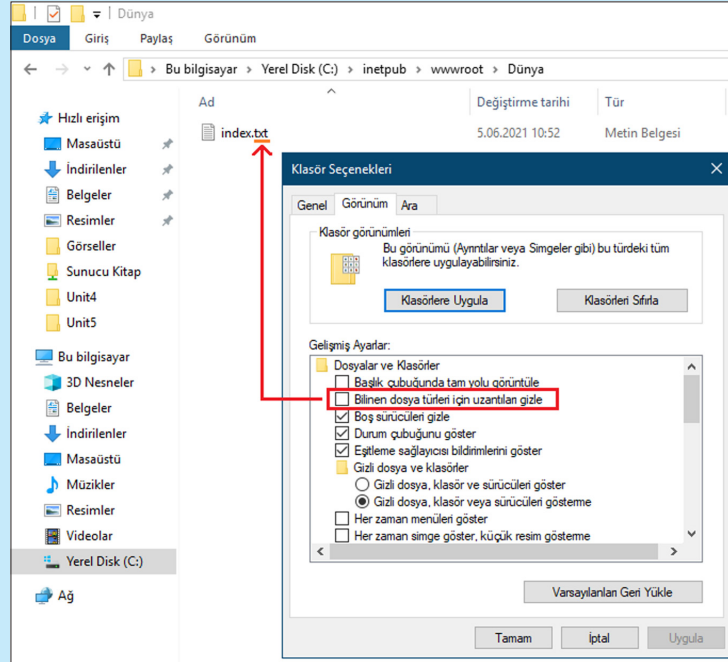 Dünya
Dosya Giriş Paylaş Görünüm
Bu bilgisayar > Yerel Disk (C:) > inetpub > wwwroot > Dünya
Ad Değiştirme tarihi Tür
index.txt 5.06.2021 10:52 Metin Belgesi
Hızlı erişim
Masaüstü
İndirilenler
Belgeler
Resimler
Görseller
Sunucu Kitap
Unit4
Unit5
Bu bilgisayar
3D Nesneler
Belgeler
İndirilenler
Masaüstü
Müzikler
Resimler
Videolar
Yerel Disk (C:)
Ağ
Klasör Seçenekleri
Genel Görünüm Ara
Klasör görünümleri
Bu görünümü (Ayrıntılar veya Simgeler gibi) bu türdeki tüm
klasörlere uygulayabilirsiniz.
Klasörlere Uygula Klasörleri Sıfırla
Gelişmiş Ayarlar:
Dosyalar ve Klasörler
Başlık çubuğunda tam yolu görüntüle
Bilinen dosya türleri için uzantıları gizle
Boş sürücüleri gizle
Durum çubuğunu göster
Eşitleme sağlayıcısı bildirimlerini göster
Gizli dosya ve klasörler
Gizli dosya, klasör ve sürücüleri göster
Gizli dosya, klasör veya sürücüleri gösterme
Her zaman menüleri göster
Her zaman simge göster, küçük resim gösterme
Varsayılanları Geri Yükle
Tamam İptal Uygula